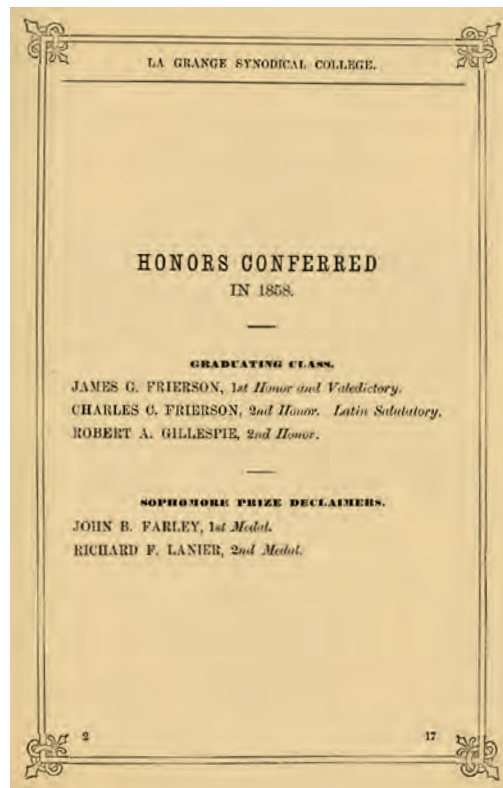 LA GRANGE SYNODICAL COLLEGE.
HONORS CONFERRED
IN 1858.
GRADUATING CLASS.
JAMES G. FRIERSON, 1st Honor and Valedictory.
CHARLES C. FRIERSON, 2nd Honor. Latin Salutatory.
ROBERT A. GILLESPIE, 2nd Honor.
SOPHOMORE PRIZE DECLAIMERS.
JOHN B. FARLEY, 1st Medal.
RICHARD F. LANIER, 2nd Medal.
2 17